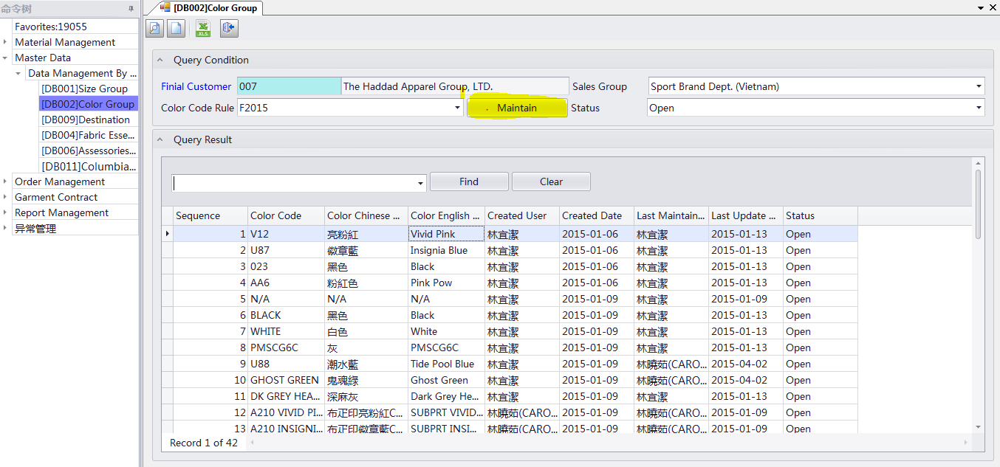 命令树
[DB002]Color Group
Favorites:19055
Material Management
Master Data
Data Management By ...
[DB001]Size Group
[DB002]Color Group
[DB009]Destination
[DB004]Fabric Esse...
[DB006]Assessories...
[DB011]Columbia...
Order Management
Garment Contract
Report Management
异常管理
XLS
Query Condition
Finial Customer 007 The Haddad Apparel Group, LTD. Sales Group Sport Brand Dept. (Vietnam)
Color Code Rule F2015 Maintain Status Open
Query Result
Find Clear
Sequence Color Code Color Chinese ... Color English ... Created User Created Date Last Maintain... Last Update ... Status
1 V12 亮粉紅 Vivid Pink 林宜潔 2015-01-06 林宜潔 2015-01-13 Open
2 U87 徽章藍 Insignia Blue 林宜潔 2015-01-06 林宜潔 2015-01-13 Open
3 023 黑色 Black 林宜潔 2015-01-06 林宜潔 2015-01-13 Open
4 AA6 粉紅色 Pink Pow 林宜潔 2015-01-06 林宜潔 2015-01-13 Open
5 N/A N/A N/A 林宜潔 2015-01-09 林宜潔 2015-01-09 Open
6 BLACK 黑色 Black 林宜潔 2015-01-09 林宜潔 2015-01-13 Open
7 WHITE 白色 White 林宜潔 2015-01-09 林宜潔 2015-01-13 Open
8 PMSCG6C 灰 PMSCG6C 林宜潔 2015-01-09 林宜潔 2015-01-13 Open
9 U88 潮水藍 Tide Pool Blue 林宜潔 2015-01-09 林曉茹(CARO... 2015-04-02 Open
10 GHOST GREEN 鬼魂綠 Ghost Green 林宜潔 2015-01-09 林曉茹(CARO... 2015-04-02 Open
11 DK GREY HEA... 深麻灰 Dark Grey He... 林宜潔 2015-01-09 林宜潔 2015-01-13 Open
12 A210 VIVID PI... 布疋印亮粉紅C... SUBPRT VIVID... 林曉茹(CARO... 2015-01-09 林曉茹(CARO... 2015-01-09 Open
13 A210 INSIGNI... 布疋印徽章藍C... SUBPRT INSI... 林曉茹(CARO... 2015-01-09 林曉茹(CARO... 2015-01-09 Open
Record 1 of 42